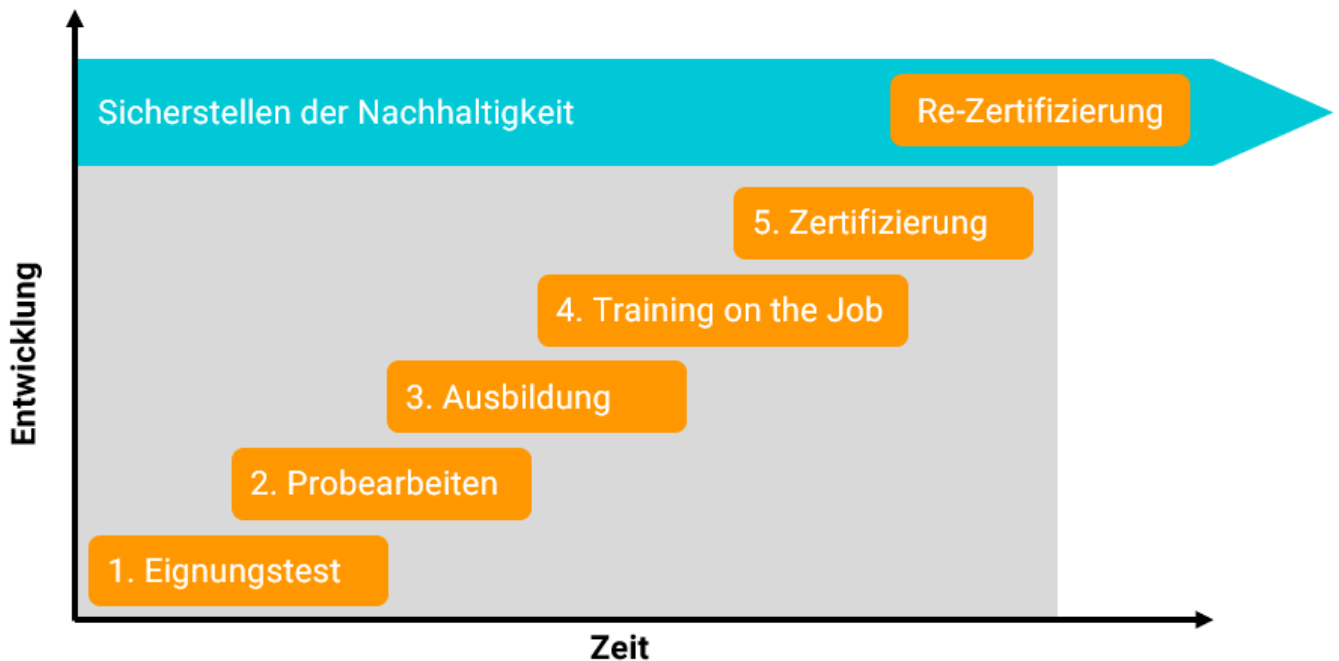 Sicherstellen der Nachhaltigkeit
Re-Zertifizierung
5. Zertifizierung
4. Training on the Job
3. Ausbildung
2. Probearbeiten
1. Eignungstest
Entwicklung
Zeit